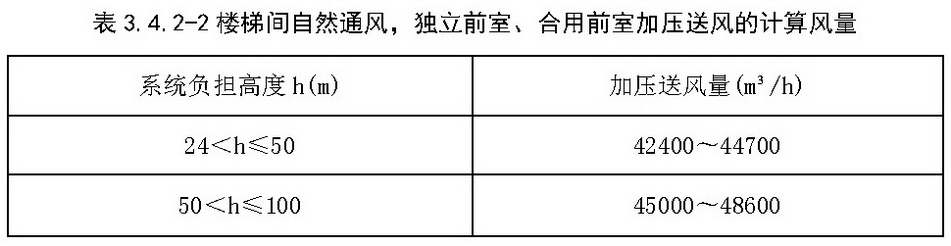 表 3.4.2-2 楼梯间自然通风，独立前室、合用前室加压送风的计算风量
系统负担高度 h(m) 加压送风量(m³/h)
24＜h≤50 42400～44700
50＜h≤100 45000～48600